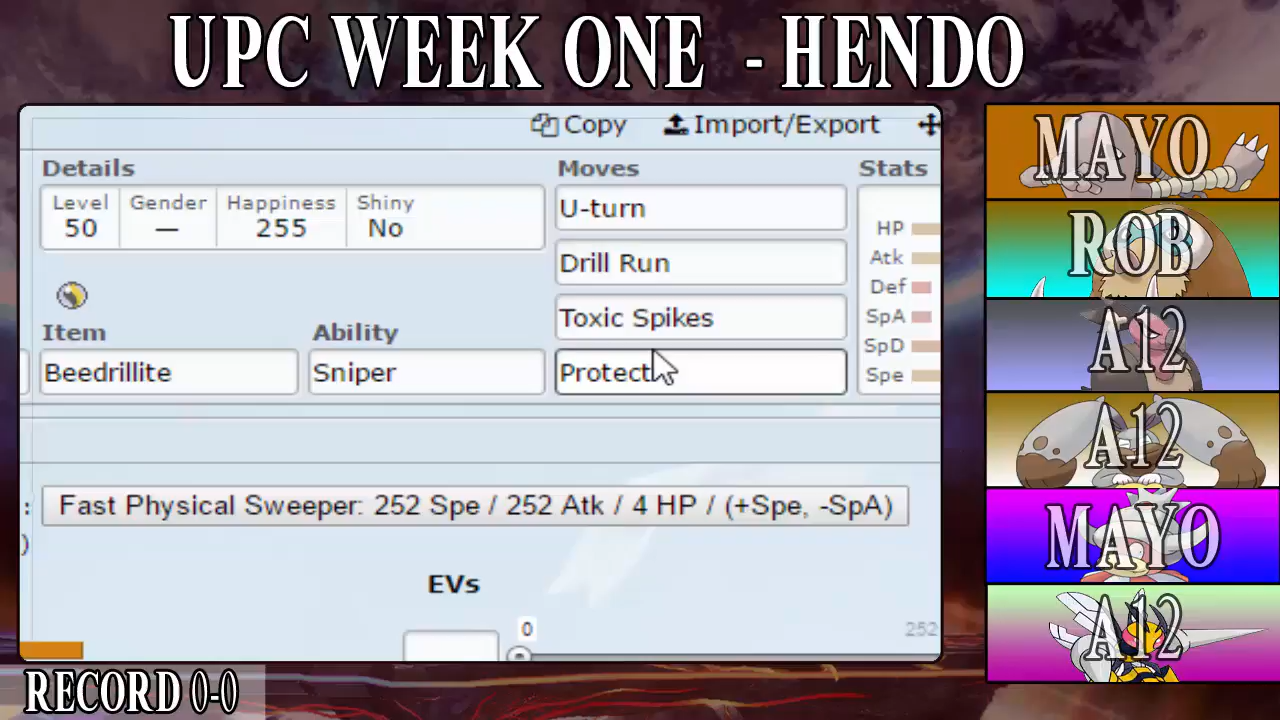 UPC WEEK ONE - HENDO
Copy Import/Export
Details Moves Stats
Level Gender Happiness Shiny
50 — 255 No
U-turn
HP
Drill Run
Atk
Def
Item Ability
Toxic Spikes
SpA
SpD
Beedrillite Sniper Protect
Spe
: Fast Physical Sweeper: 252 Spe / 252 Atk / 4 HP / (+Spe, -SpA)
)
EVs
0 252
MAYO
ROB
A12
A12
MAYO
A12
RECORD 0-0